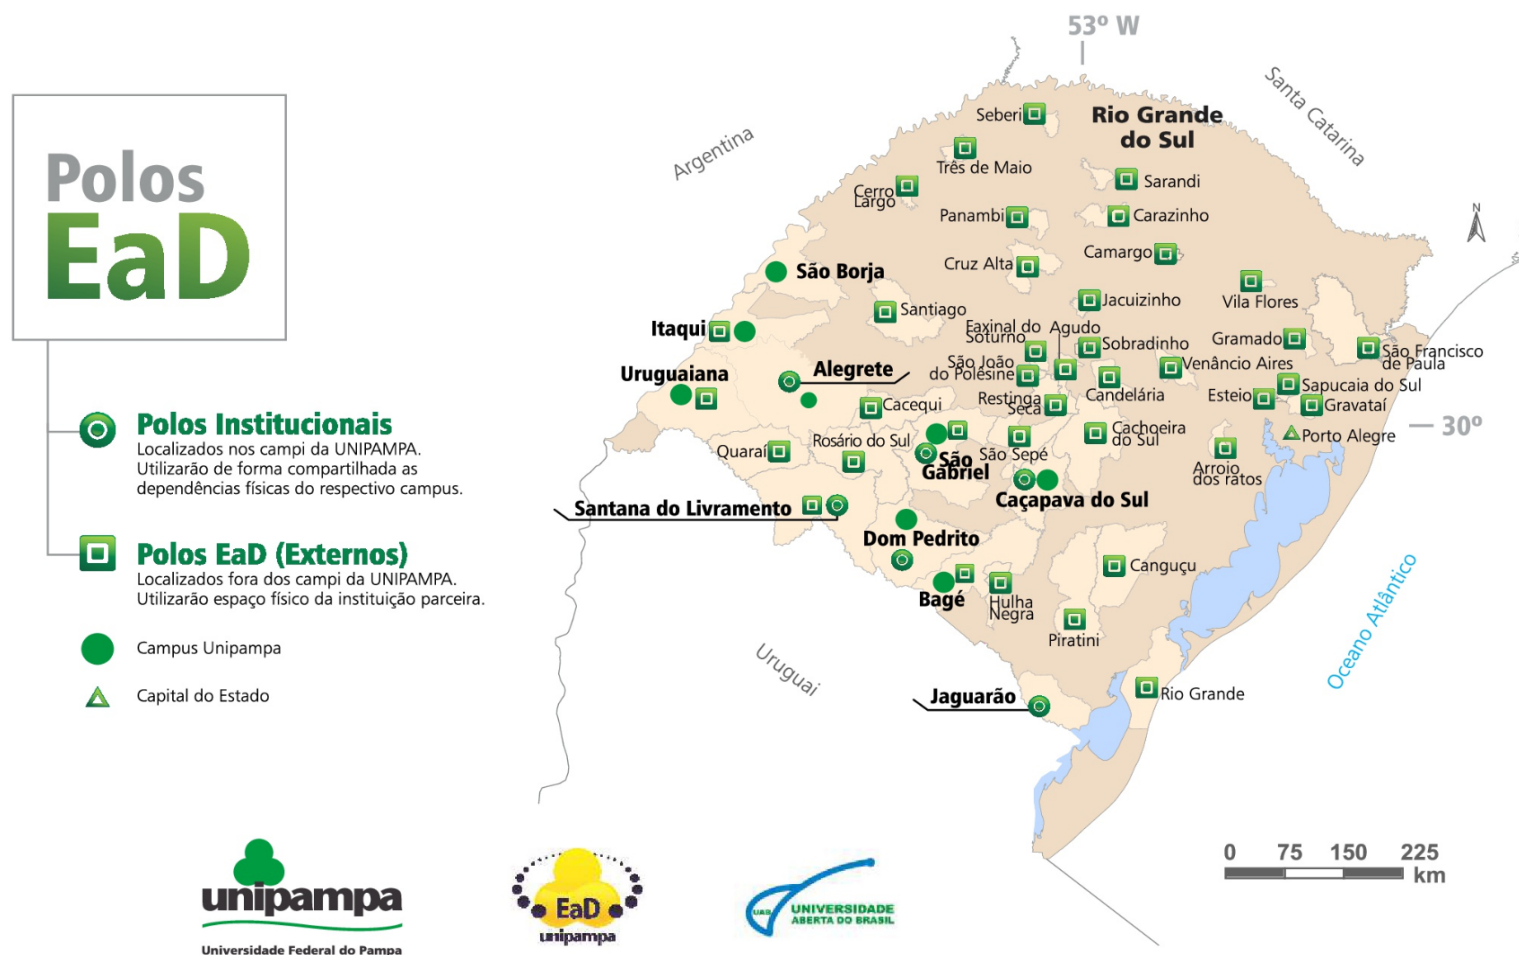 53º W
Santa Catarina
Argentina
Rio Grande
do Sul
Polos
EaD
Seberi
Três de Maio
Cerro
Largo
Sarandi
Panambi
Carazinho
N
Cruz Alta
Camargo
São Borja
Santiago
Jacuizinho
Vila Flores
Itaqui
Faxinal do
Soturno
Agudo
Sobradinho
Gramado
São Francisco
de Paula
Uruguaiana
Alegrete
São João
do Polêsine
Venâncio Aires
Candelária
Sapucaia do Sul
Esteio
Gravataí
Cacequi
Restinga
Seca
Polos Institucionais
Localizados nos campi da UNIPAMPA.
Utilizarão de forma compartilhada as
dependências físicas do respectivo campus.
Quaraí
Rosário do Sul
São
Gabriel
São Sepé
Cachoeira
do Sul
Porto Alegre
30º
Arroio
dos ratos
Santana do Livramento
Caçapava do Sul
Dom Pedrito
Polos EaD (Externos)
Localizados fora dos campi da UNIPAMPA.
Utilizarão espaço físico da instituição parceira.
Bagé
Hulha
Negra
Canguçu
Piratini
Campus Unipampa
Capital do Estado
Uruguai
Oceano Atlântico
Jaguarão
Rio Grande
0 75 150 225
km
unipampa
Universidade Federal do Pampa
EaD
unipampa
UAB
UNIVERSIDADE
ABERTA DO BRASIL